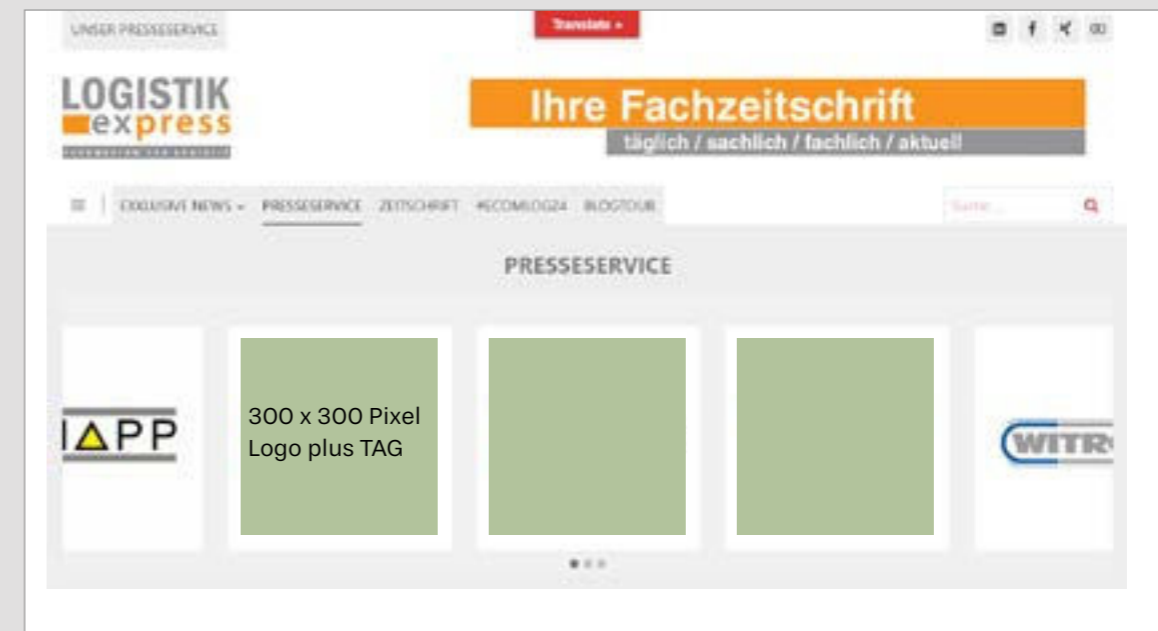 UNSER PRESSESERVICE
Translate »
LOGISTIK
express
Ihre Fachzeitschrift
täglich / sachlich / fachlich / aktuell
EXKLUSIVE NEWS PRESSESERVICE ZEITSCHRIFT #ECOMLOG24 BLOGTOUR
Suche ...
PRESSESERVICE
300 x 300 Pixel
Logo plus TAG
APP
WITR